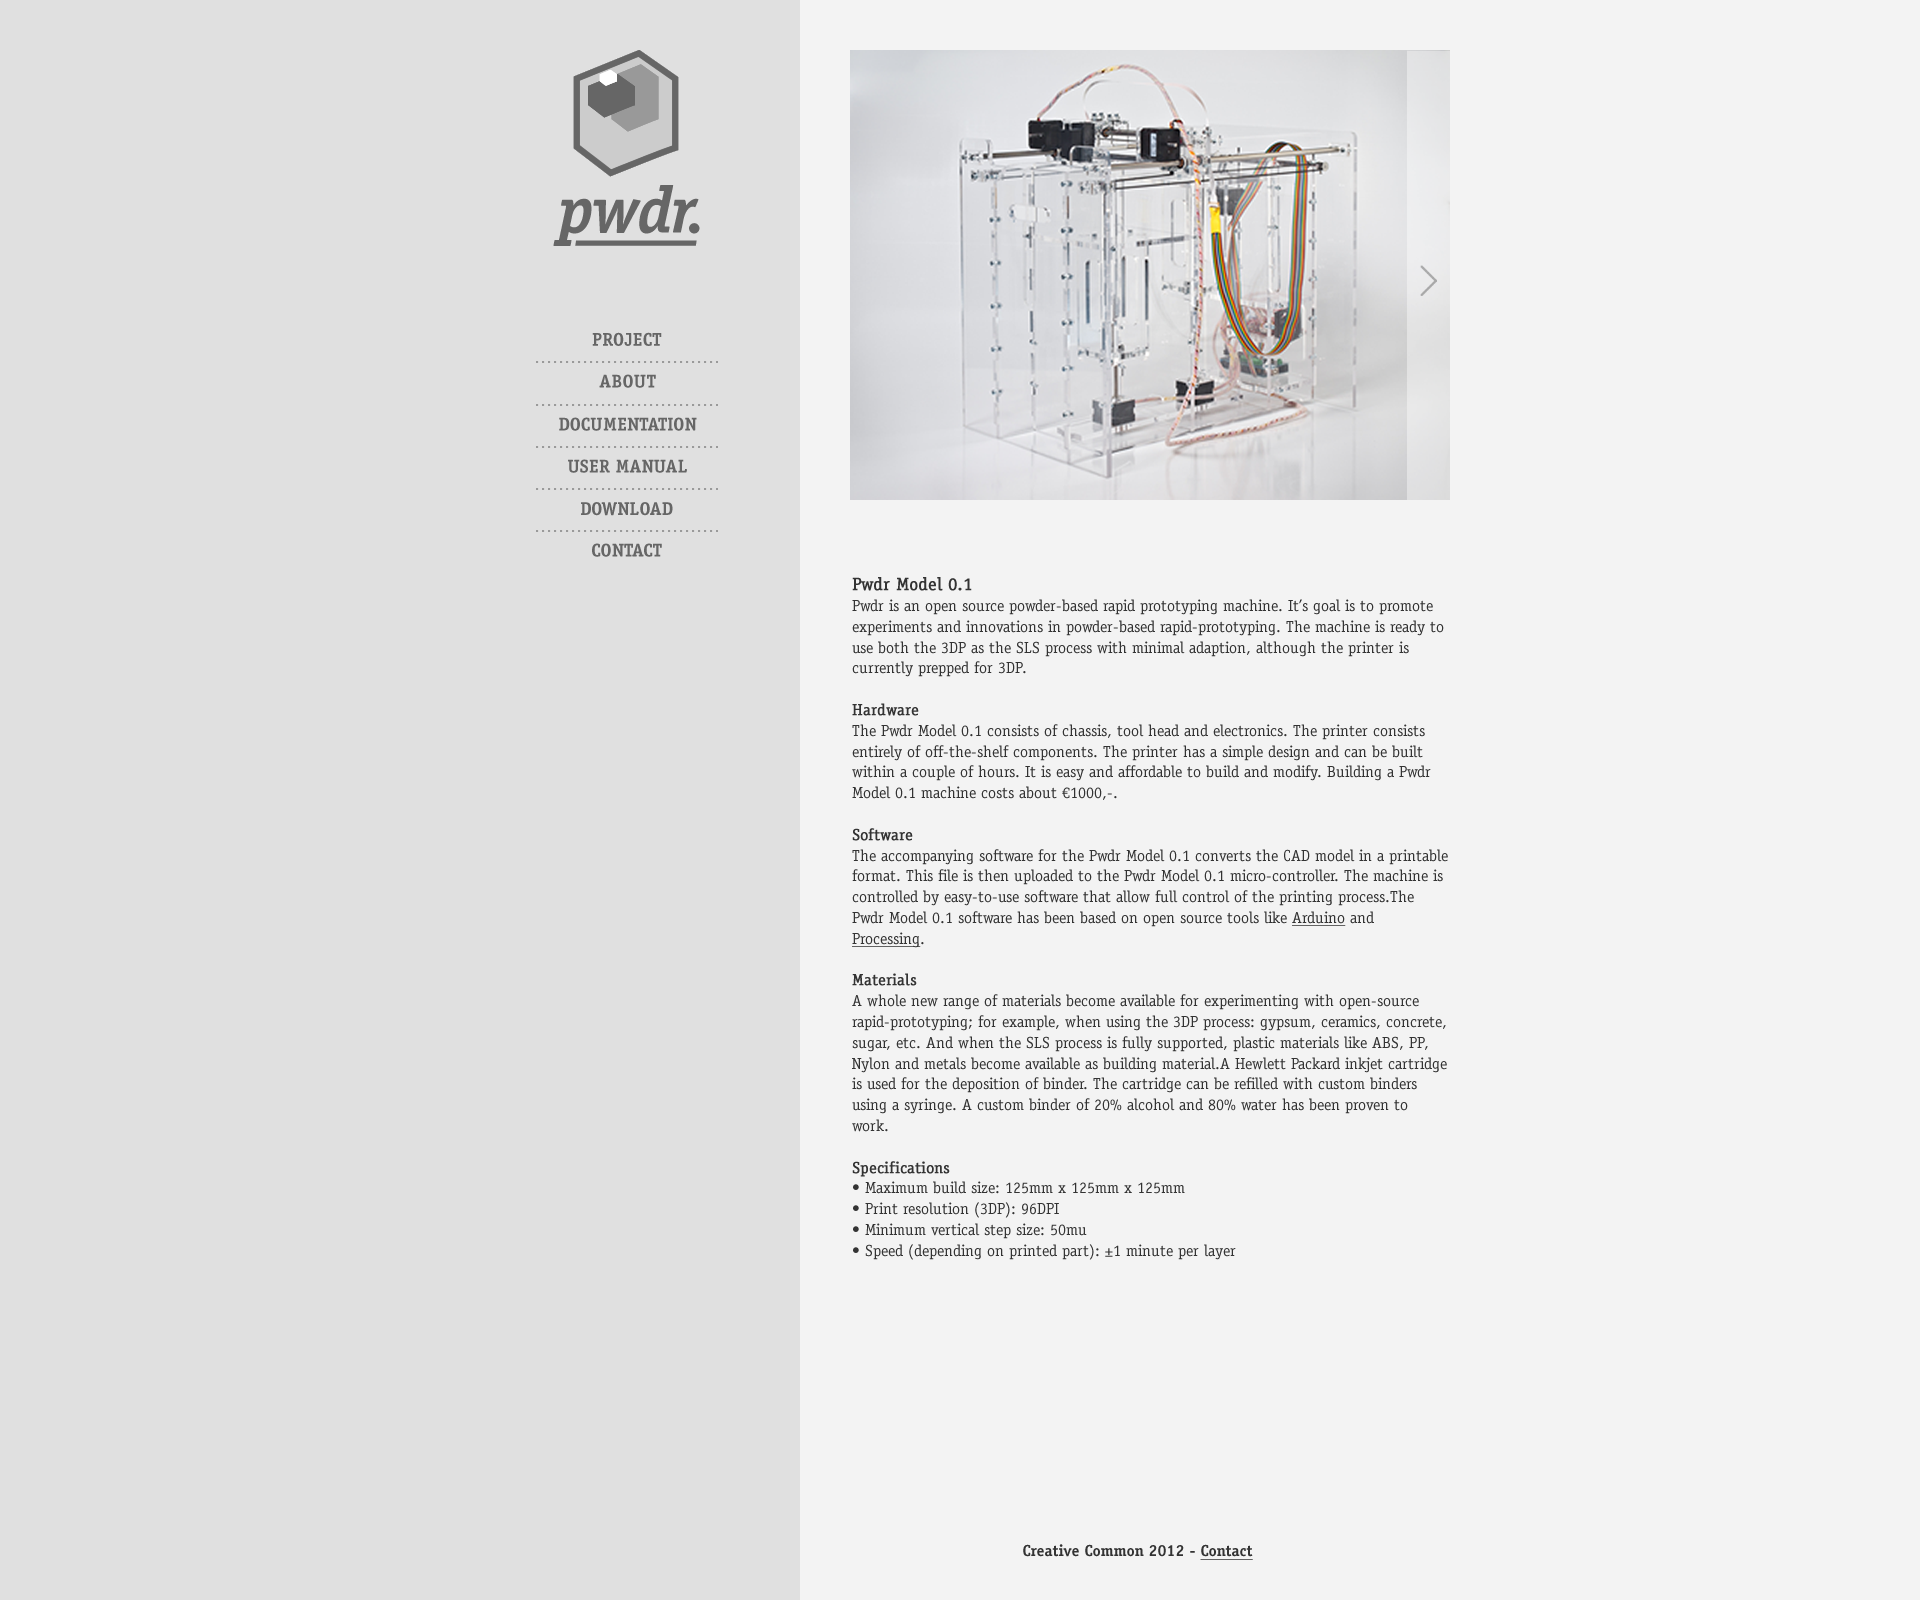 pwdr.
PROJECT
ABOUT
DOCUMENTATION
USER MANUAL
DOWNLOAD
CONTACT
Pwdr Model 0.1
Pwdr is an open source powder-based rapid prototyping machine. It’s goal is to promote
experiments and innovations in powder-based rapid-prototyping. The machine is ready to
use both the 3DP as the SLS process with minimal adaption, although the printer is
currently prepped for 3DP.
Hardware
The Pwdr Model 0.1 consists of chassis, tool head and electronics. The printer consists
entirely of off-the-shelf components. The printer has a simple design and can be built
within a couple of hours. It is easy and affordable to build and modify. Building a Pwdr
Model 0.1 machine costs about €1000,-.
Software
The accompanying software for the Pwdr Model 0.1 converts the CAD model in a printable
format. This file is then uploaded to the Pwdr Model 0.1 micro-controller. The machine is
controlled by easy-to-use software that allow full control of the printing process.The
Pwdr Model 0.1 software has been based on open source tools like Arduino and
Processing.
Materials
A whole new range of materials become available for experimenting with open-source
rapid-prototyping; for example, when using the 3DP process: gypsum, ceramics, concrete,
sugar, etc. And when the SLS process is fully supported, plastic materials like ABS, PP,
Nylon and metals become available as building material.A Hewlett Packard inkjet cartridge
is used for the deposition of binder. The cartridge can be refilled with custom binders
using a syringe. A custom binder of 20% alcohol and 80% water has been proven to
work.
Specifications
• Maximum build size: 125mm x 125mm x 125mm
• Print resolution (3DP): 96DPI
• Minimum vertical step size: 50mu
• Speed (depending on printed part): ±1 minute per layer
Creative Common 2012 - Contact